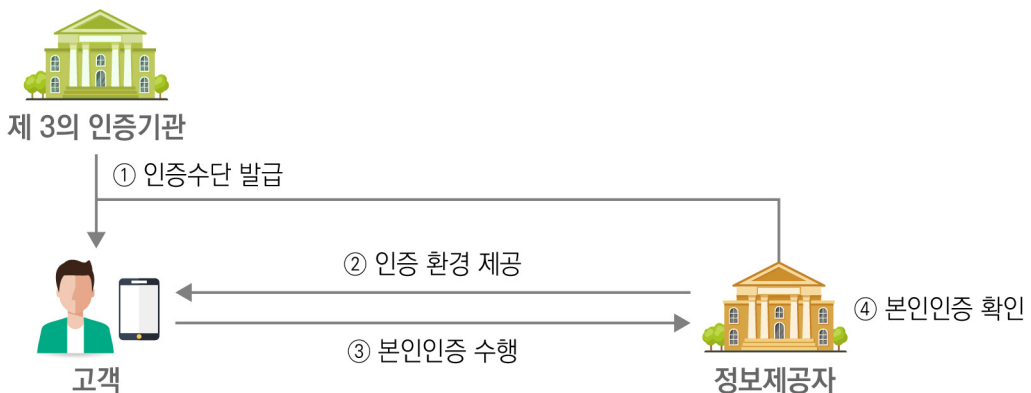 제 3의 인증기관
① 인증수단 발급
② 인증 환경 제공
④ 본인인증 확인
③ 본인인증 수행
고객
정보제공자